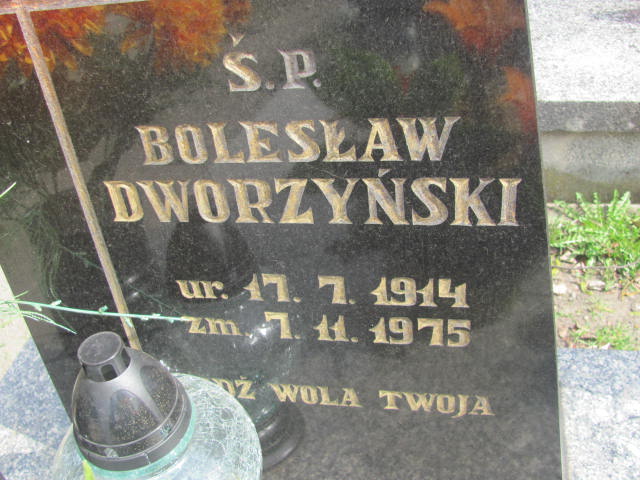 Ś.P.
BOLESŁAW
DWORZYŃSKI
ur. 17. 7. 1914
zm. 7. 11. 1975
WOLA TWOJA